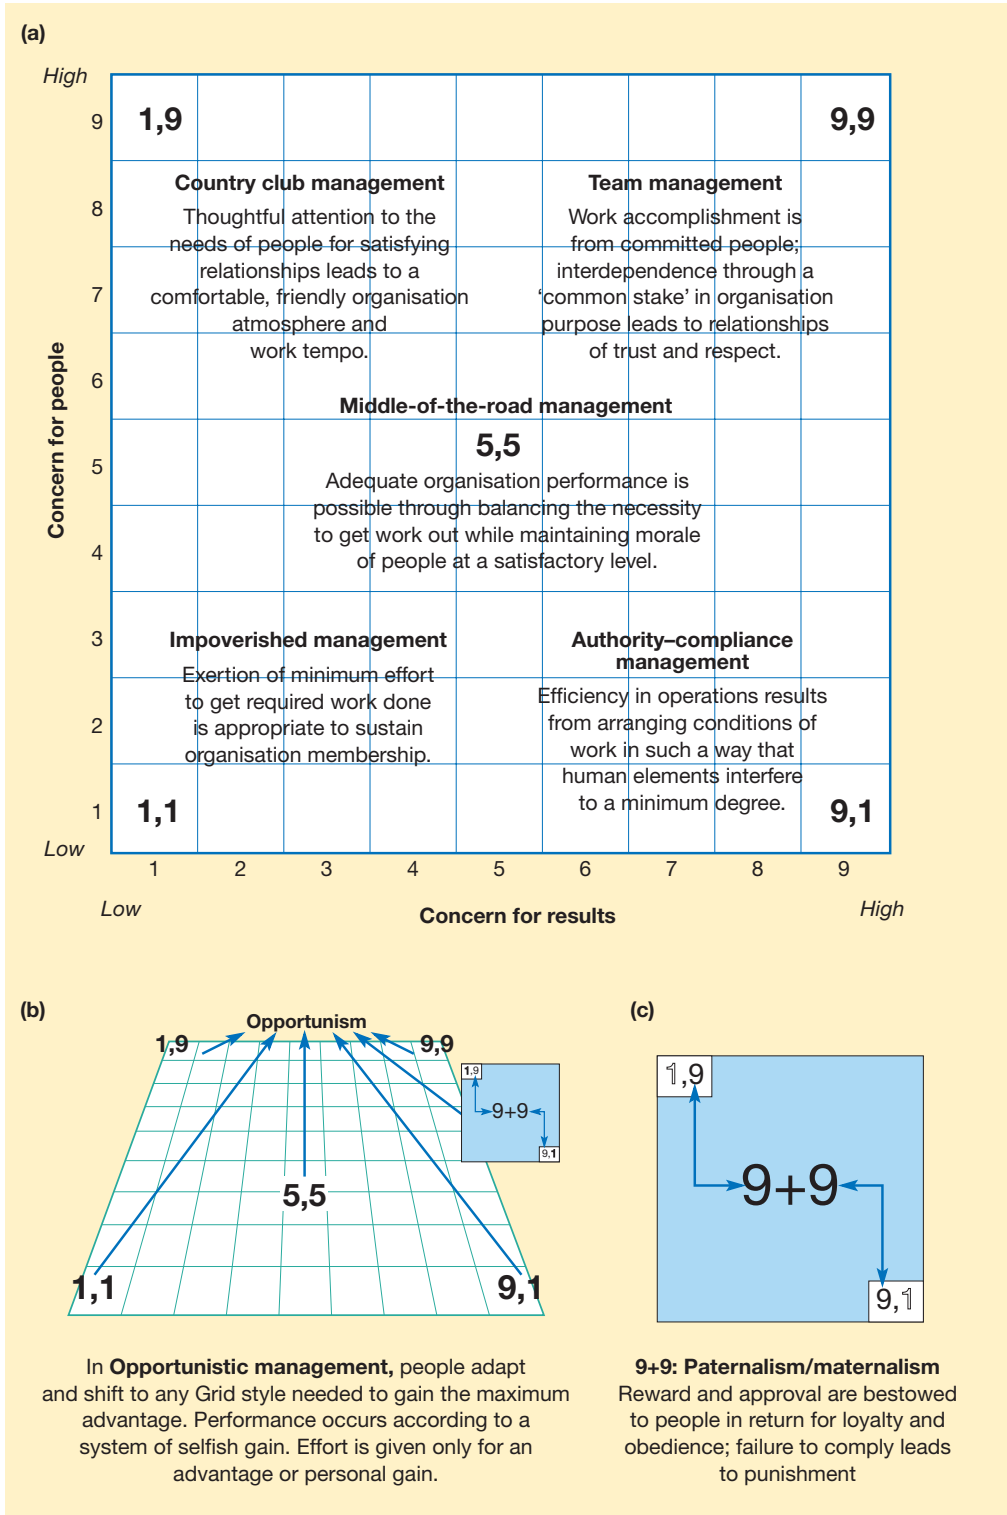 (a)
High
9
1,9
9,9
Country club management
Team management
8
Thoughtful attention to the
needs of people for satisfying
relationships leads to a
comfortable, friendly organisation
atmosphere and
work tempo.
Work accomplishment is
from committed people;
interdependence through a
‘common stake’ in organisation
purpose leads to relationships
of trust and respect.
7
6
Concern for people
Middle-of-the-road management
5
5,5
Adequate organisation performance is
possible through balancing the necessity
to get work out while maintaining morale
of people at a satisfactory level.
4
3
Impoverished management
Exertion of minimum effort
to get required work done
is appropriate to sustain
organisation membership.
Authority–compliance
management
Efficiency in operations results
from arranging conditions of
work in such a way that
human elements interfere
to a minimum degree.
2
1
1,1
9,1
Low
1 2 3 4 5 6 7 8 9
Low
Concern for results
High
(b)
Opportunism
1,9
9,9
1,9
9+9
9,1
5,5
1,1
9,1
In Opportunistic management, people adapt
and shift to any Grid style needed to gain the maximum
advantage. Performance occurs according to a
system of selfish gain. Effort is given only for an
advantage or personal gain.
(c)
1,9
9+9
9,1
9+9: Paternalism/maternalism
Reward and approval are bestowed
to people in return for loyalty and
obedience; failure to comply leads
to punishment